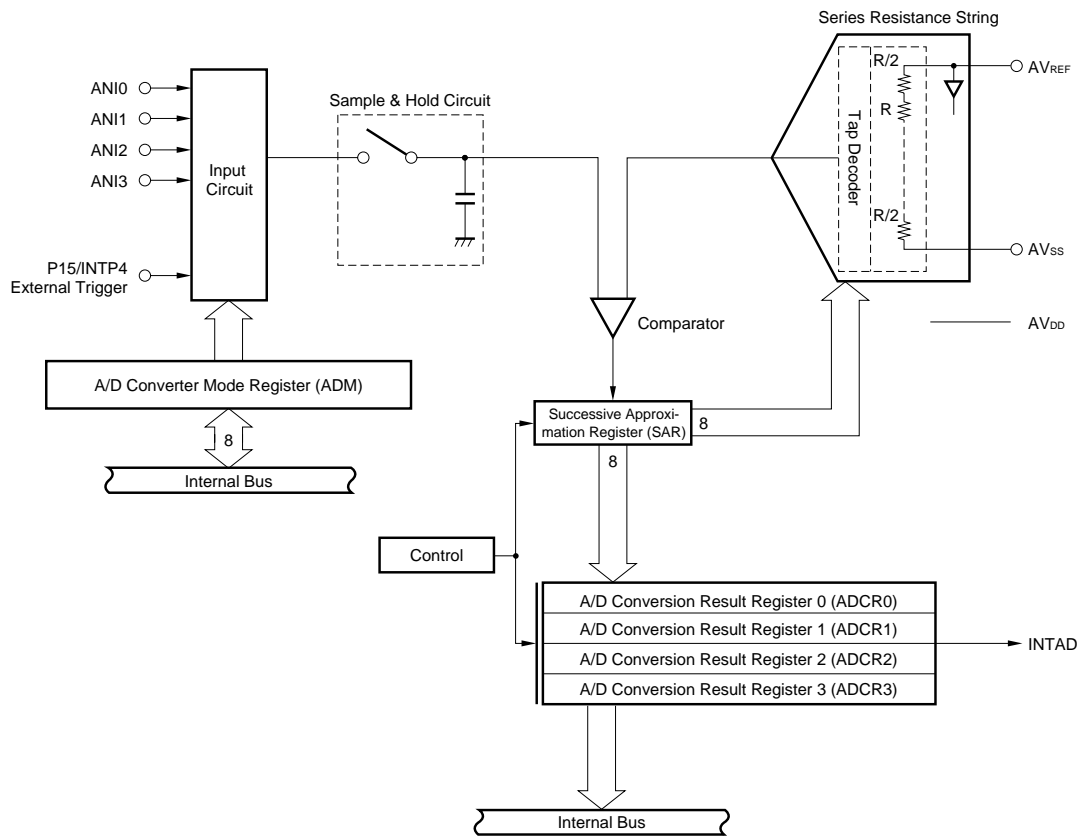 Series Resistance String
ANI0
ANI1
ANI2
ANI3
P15/INTP4
External Trigger
Input
Circuit
Sample & Hold Circuit
Tap Decoder
R/2
R
R/2
AVREF
AVSS
AVDD
Comparator
A/D Converter Mode Register (ADM)
8
Internal Bus
Successive Approxi-
mation Register (SAR)
8
8
Control
A/D Conversion Result Register 0 (ADCR0)
A/D Conversion Result Register 1 (ADCR1)
A/D Conversion Result Register 2 (ADCR2)
A/D Conversion Result Register 3 (ADCR3)
INTAD
Internal Bus